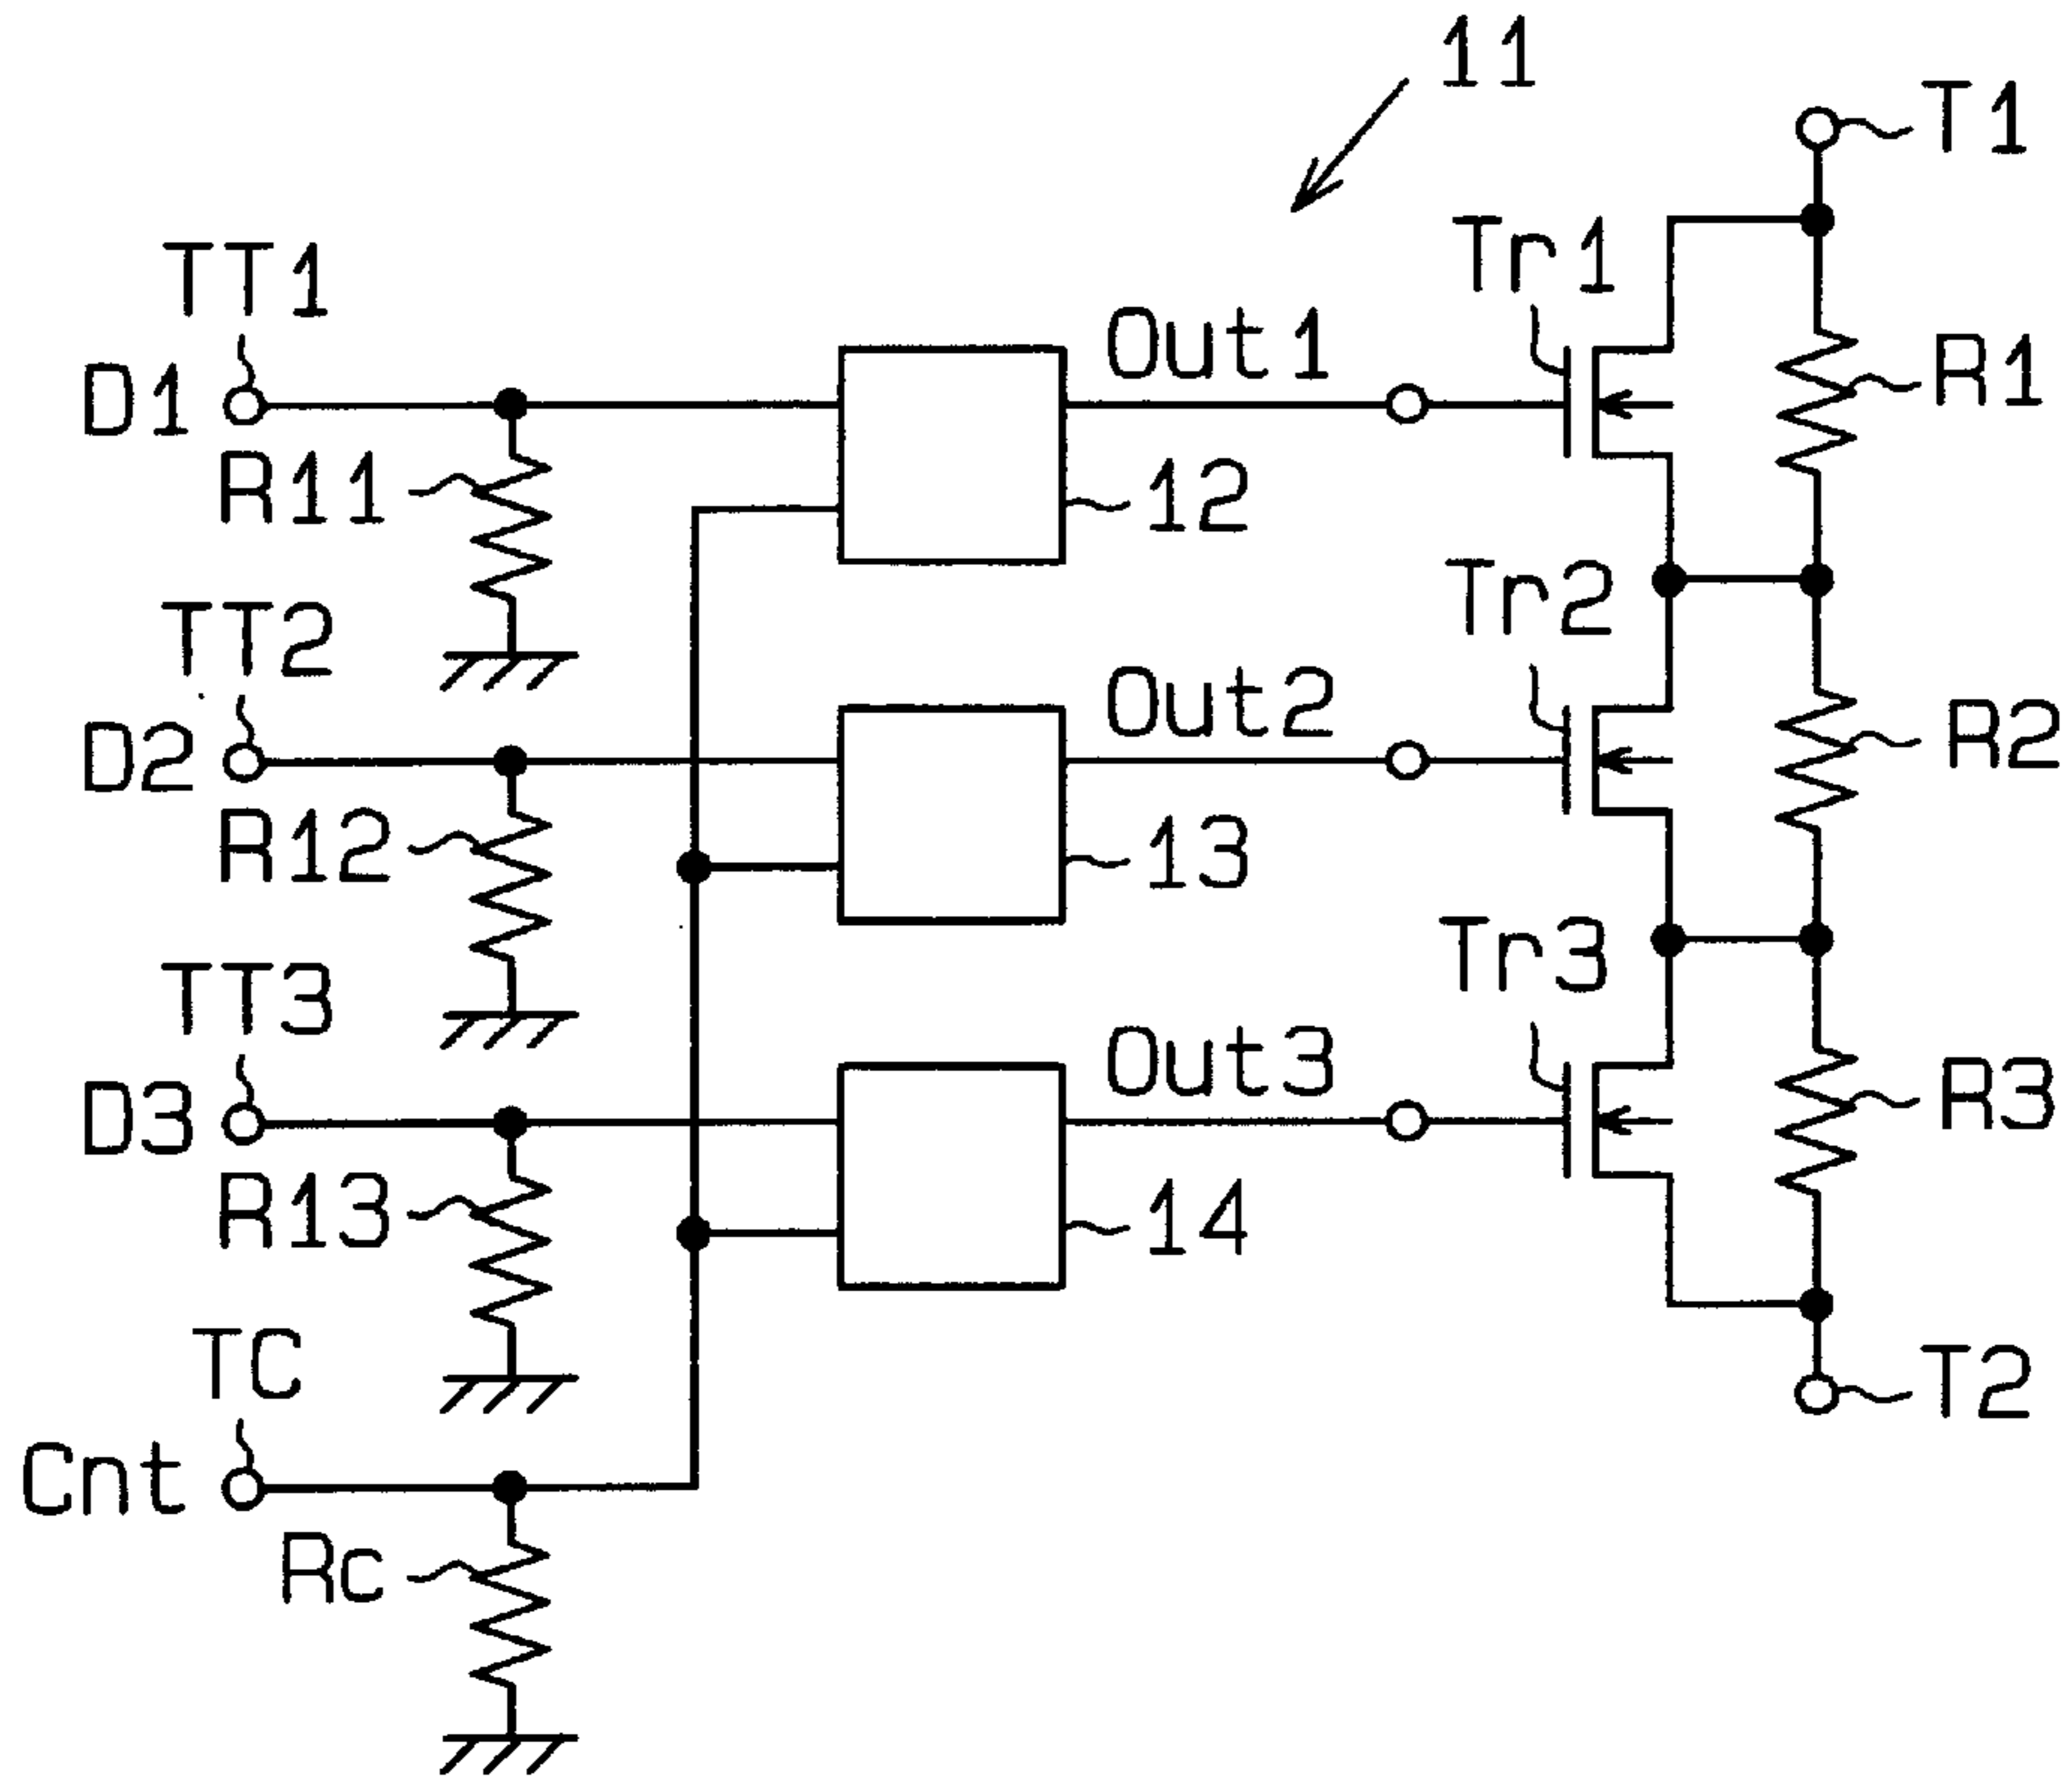 11
T1
Tr1
TT1
Out1
R1
D1
R11
12
Tr2
TT2
Out2
R2
D2
R12
13
Tr3
TT3
Out3
R3
D3
R13
14
TC
T2
Cnt
Rc